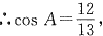 ∴cos A=12/13,